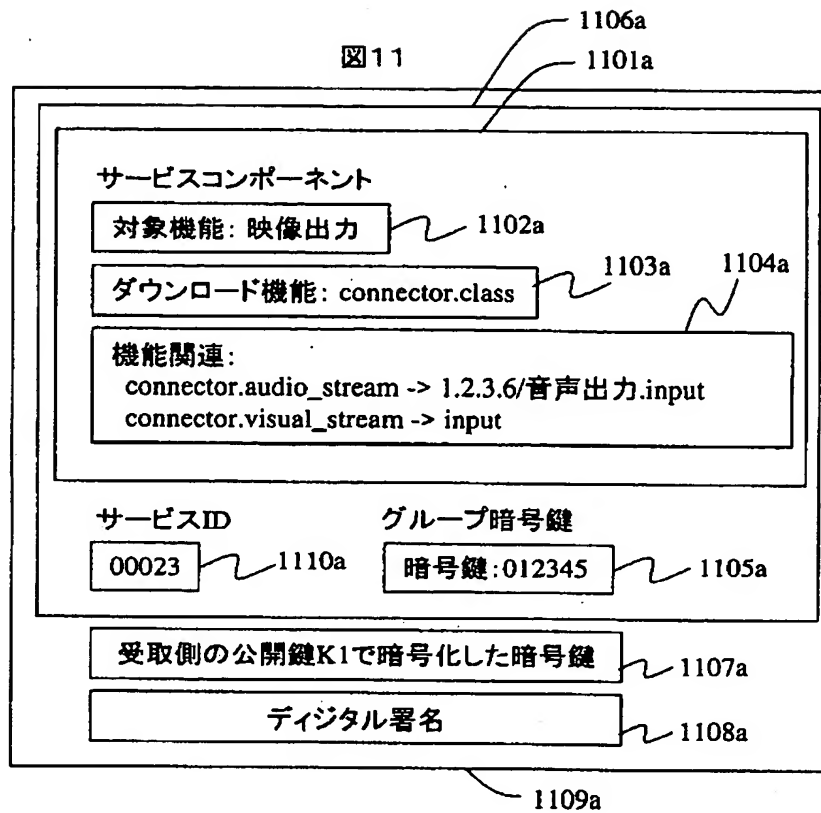 1106a
図11
1101a
サービスコンポーネント
対象機能: 映像出力
1102a
1103a
ダウンロード機能: connector.class
1104a
機能関連:
connector.audio_stream -> 1.2.3.6/音声出力.input
connector.visual_stream -> input
サービスID
グループ暗号鍵
00023
1110a
暗号鍵:012345
1105a
受取側の公開鍵K1で暗号化した暗号鍵
1107a
ディジタル署名
1108a
1109a